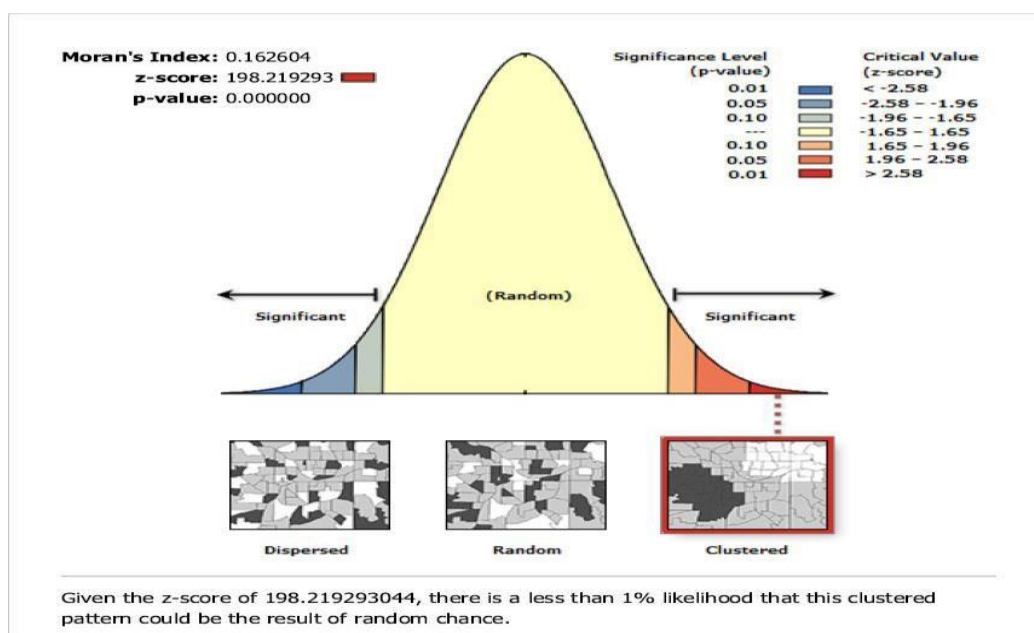 Moran's Index: 0.162604
z-score: 198.219293
p-value: 0.000000
Significance Level
(p-value)
Critical Value
(z-score)
0.01 < -2.58
0.05 -2.58 – -1.96
0.10 -1.96 – -1.65
--- -1.65 – 1.65
0.10 1.65 – 1.96
0.05 1.96 – 2.58
0.01 > 2.58
(Random)
Significant
Significant
Dispersed
Random
Clustered
Given the z-score of 198.219293044, there is a less than 1% likelihood that this clustered
pattern could be the result of random chance.